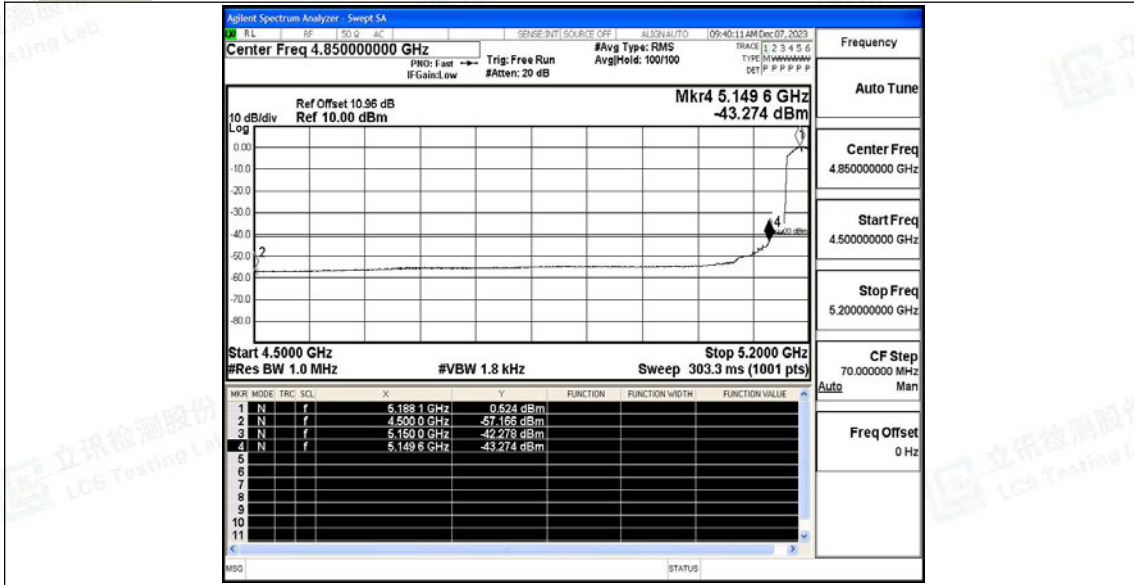 Agilent Spectrum Analyzer - Swept SA
RL RF 50 Ω AC SENSE:INT SOURCE OFF ALIGN AUTO 09:40:11 AM Dec 07, 2023
Center Freq 4.850000000 GHz #Avg Type: RMS TRACE 1 2 3 4 5 6
PNO: Fast Trig: Free Run Avg|Hold: 100/100 TYPE M W W W W W
IFGain:Low #Atten: 20 dB DET P P P P P P
Mkr4 5.149 6 GHz
Ref Offset 10.96 dB
10 dB/div Ref 10.00 dBm -43.274 dBm
Log
0.00
-10.0
-20.0
-30.0
-40.0
-50.0
-60.0
-70.0
-80.0
1
2
4
Start 4.5000 GHz Stop 5.2000 GHz
#Res BW 1.0 MHz #VBW 1.8 kHz Sweep 303.3 ms (1001 pts)
MKR MODE TRC SCL X Y FUNCTION FUNCTION WIDTH FUNCTION VALUE
1 N f 5.188 1 GHz 0.524 dBm
2 N f 4.500 0 GHz -57.166 dBm
3 N f 5.150 0 GHz -42.278 dBm
4 N f 5.149 6 GHz -43.274 dBm
5
6
7
8
9
10
11
MSG STATUS
Frequency
Auto Tune
Center Freq
4.850000000 GHz
Start Freq
4.500000000 GHz
Stop Freq
5.200000000 GHz
CF Step
70.000000 MHz
Auto Man
Freq Offset
0 Hz
立讯检测股份
LCS Testing Lab
立讯检测股份
LCS Testing L